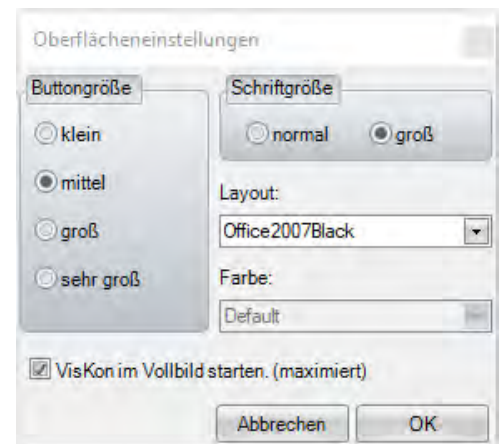 Oberflächeneinstellungen
Buttongröße
klein
mittel
groß
sehr groß
Schriftgröße
normal groß
Layout:
Office2007Black
Farbe:
Default
VisKon im Vollbild starten. (maximiert)
Abbrechen OK